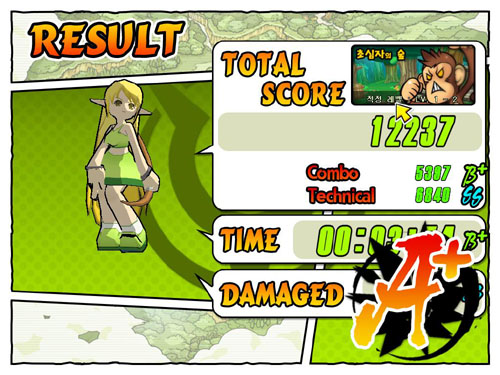 RESULT
TOTAL
SCORE
초심자의 숲
12237
Combo 5397 B+
Technical 6840 SS
TIME B+
DAMAGED
A+